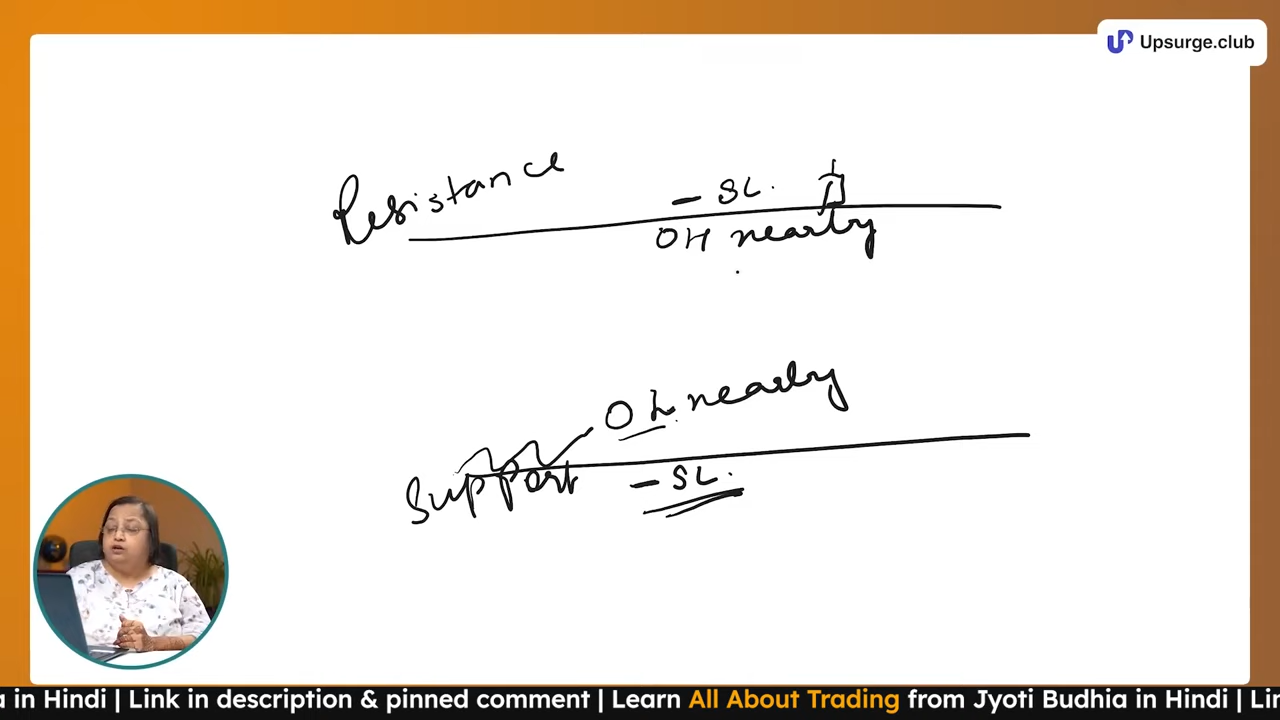 Upsurge.club
Resistance
- SL.
OH nearby
OL nearby
Support
- SL.
a in Hindi | Link in description & pinned comment | Learn All About Trading from Jyoti Budhia in Hindi | Lin